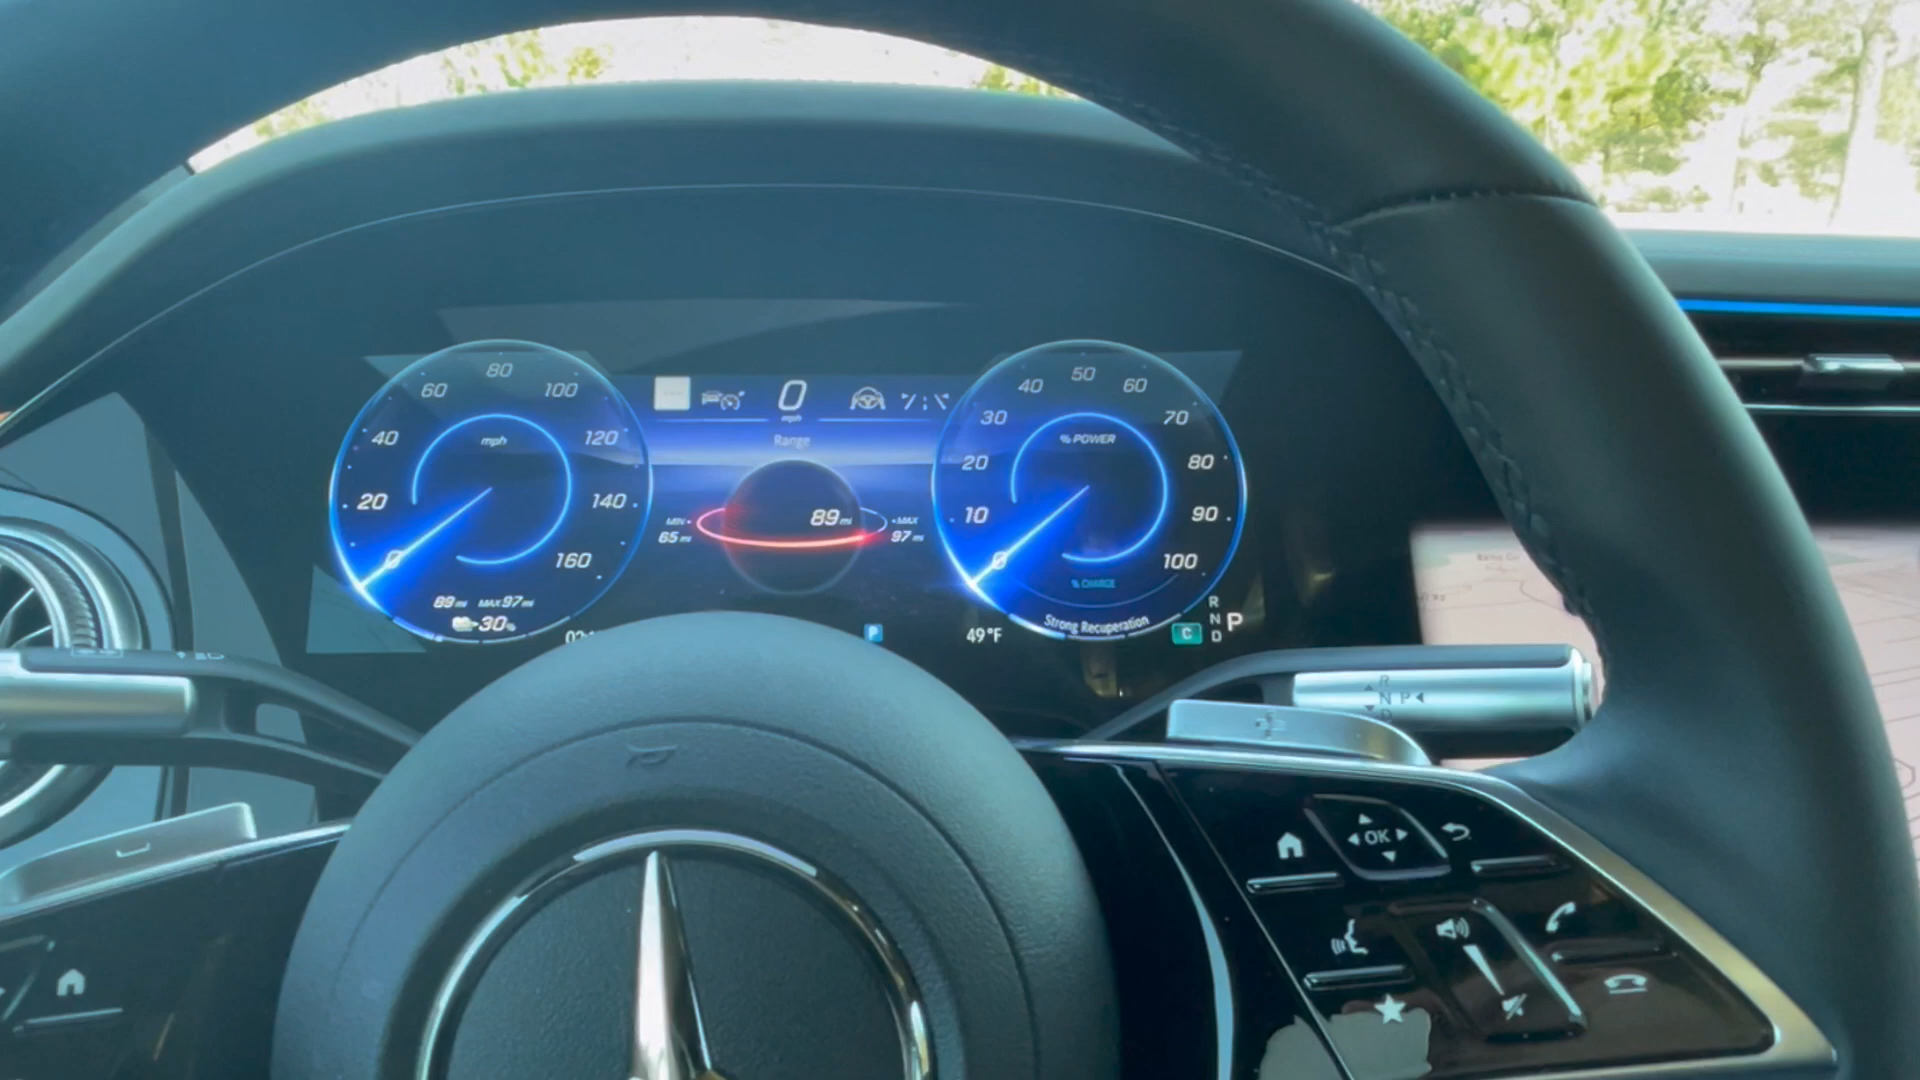 80
60
100
40
mph
120
20
140
0
160
89 mi MAX 97 mi
30%
0
mph
Range
MIN
65 mi
89 mi
MAX
97 mi
P
50
40
60
30
70
% POWER
20
80
10
90
0
100
% CHARGE
Strong Recuperation
49°F
C
R
N
D
P
R
N P
D
OK